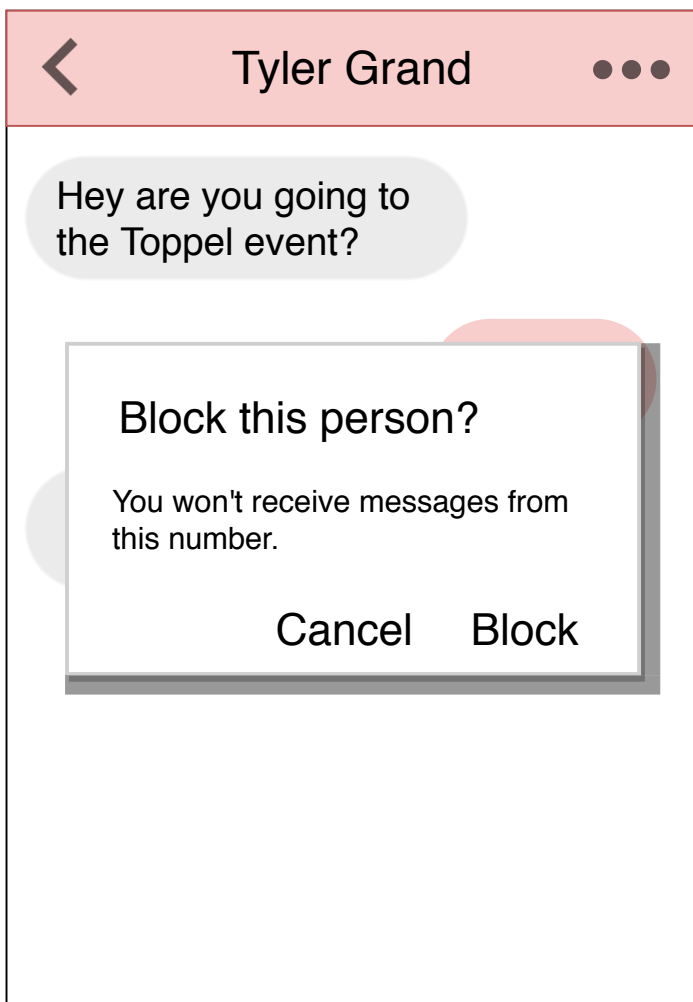 Tyler Grand
Hey are you going to
the Toppel event?
Block this person?
You won't receive messages from
this number.
Cancel Block